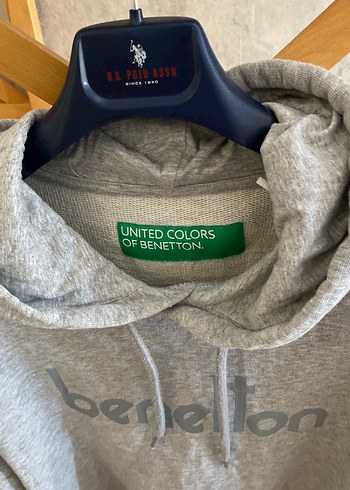 U.S. POLO ASSN.
SINCE 1890
UNITED COLORS
OF BENETTON.
benetton